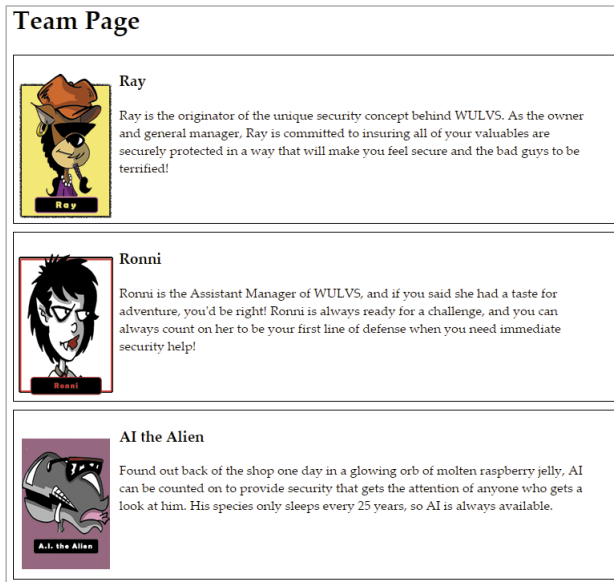 Team Page
Ray
Ray is the originator of the unique security concept behind WULVS. As the owner
and general manager, Ray is committed to insuring all of your valuables are
securely protected in a way that will make you feel secure and the bad guys to be
terrified!
Ray
Ronni
Ronni is the Assistant Manager of WULVS, and if you said she had a taste for
adventure, you'd be right! Ronni is always ready for a challenge, and you can
always count on her to be your first line of defense when you need immediate
security help!
Ronni
AI the Alien
Found out back of the shop one day in a glowing orb of molten raspberry jelly, AI
can be counted on to provide security that gets the attention of anyone who gets a
look at him. His species only sleeps every 25 years, so AI is always available.
A.I. the Alien